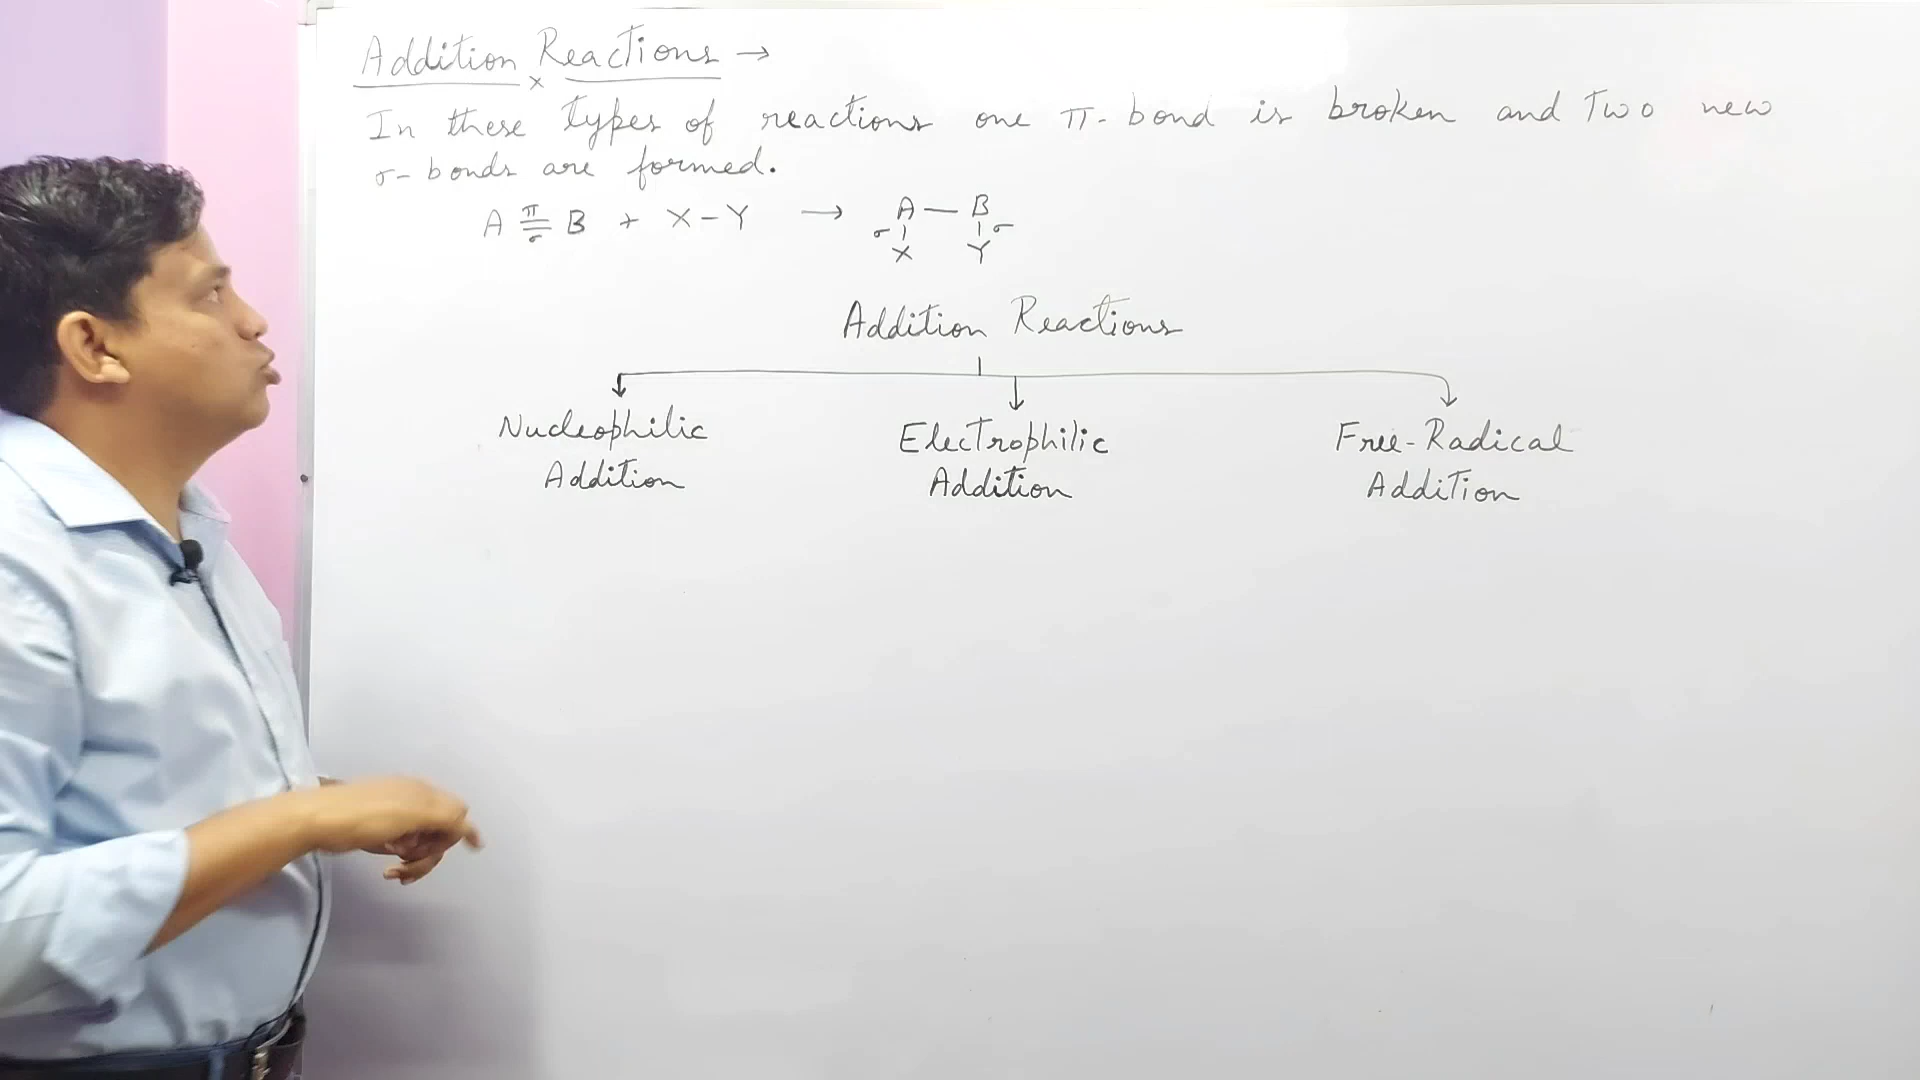 Addition Reactions →
In these types of reactions one π-bond is broken and Two new
σ-bonds are formed.
A π B + X-Y → A — B
σ σ σ
X Y
Addition Reactions
Nucleophilic Electrophilic Free-Radical
Addition Addition Addition